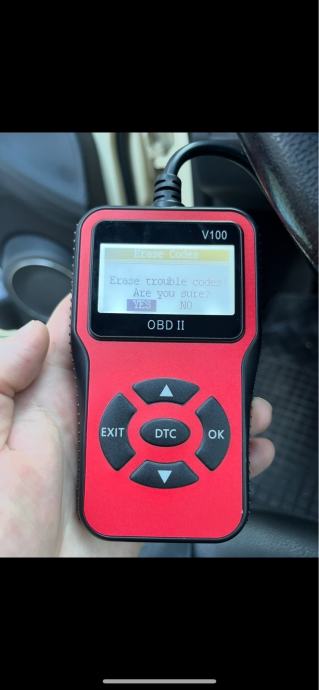 V100
Erase Codes
Erase trouble codes
Are you sure?
YES NO
OBD II
EXIT DTC OK